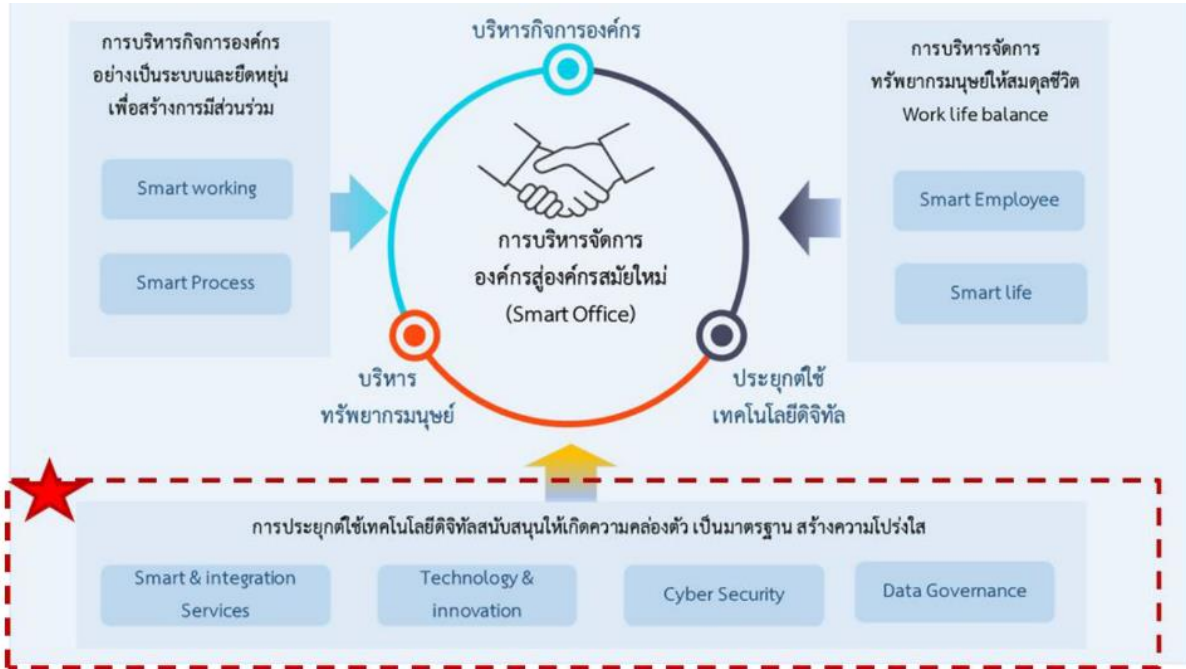 บริหารกิจการองค์กร
การบริหารกิจการองค์กร
อย่างเป็นระบบและยืดหยุ่น
เพื่อสร้างการมีส่วนร่วม
Smart working
Smart Process
การบริหารจัดการ
องค์กรสู่องค์กรสมัยใหม่
(Smart Office)
การบริหารจัดการ
ทรัพยากรมนุษย์ให้สมดุลชีวิต
Work life balance
Smart Employee
Smart life
บริหาร
ทรัพยากรมนุษย์
ประยุกต์ใช้
เทคโนโลยีดิจิทัล
การประยุกต์ใช้เทคโนโลยีดิจิทัลสนับสนุนให้เกิดความคล่องตัว เป็นมาตรฐาน สร้างความโปร่งใส
Smart & integration
Services
Technology &
innovation
Cyber Security
Data Governance